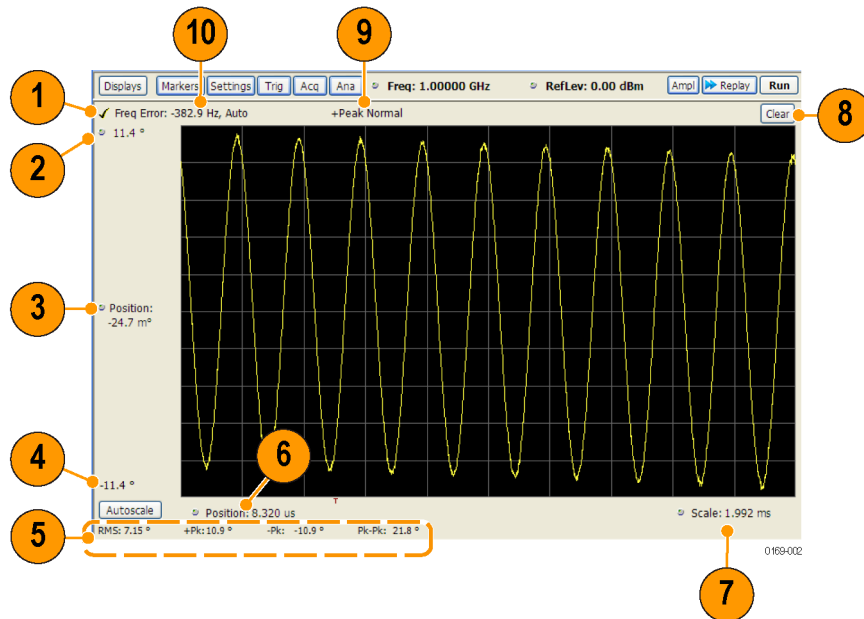 10
9
Displays Markers Settings Trig Acq Ana Freq: 1.00000 GHz RefLev: 0.00 dBm Ampl Replay Run
1
Freq Error: -382.9 Hz, Auto +Peak Normal Clear
8
11.4 °
2
3
Position:
-24.7 m°
4
6
-11.4 °
T
Autoscale Position: 8.320 us Scale: 1.992 ms
5
RMS: 7.15 ° +Pk: 10.9 ° -Pk: -10.9 ° Pk-Pk: 21.8 °
0169-002
7